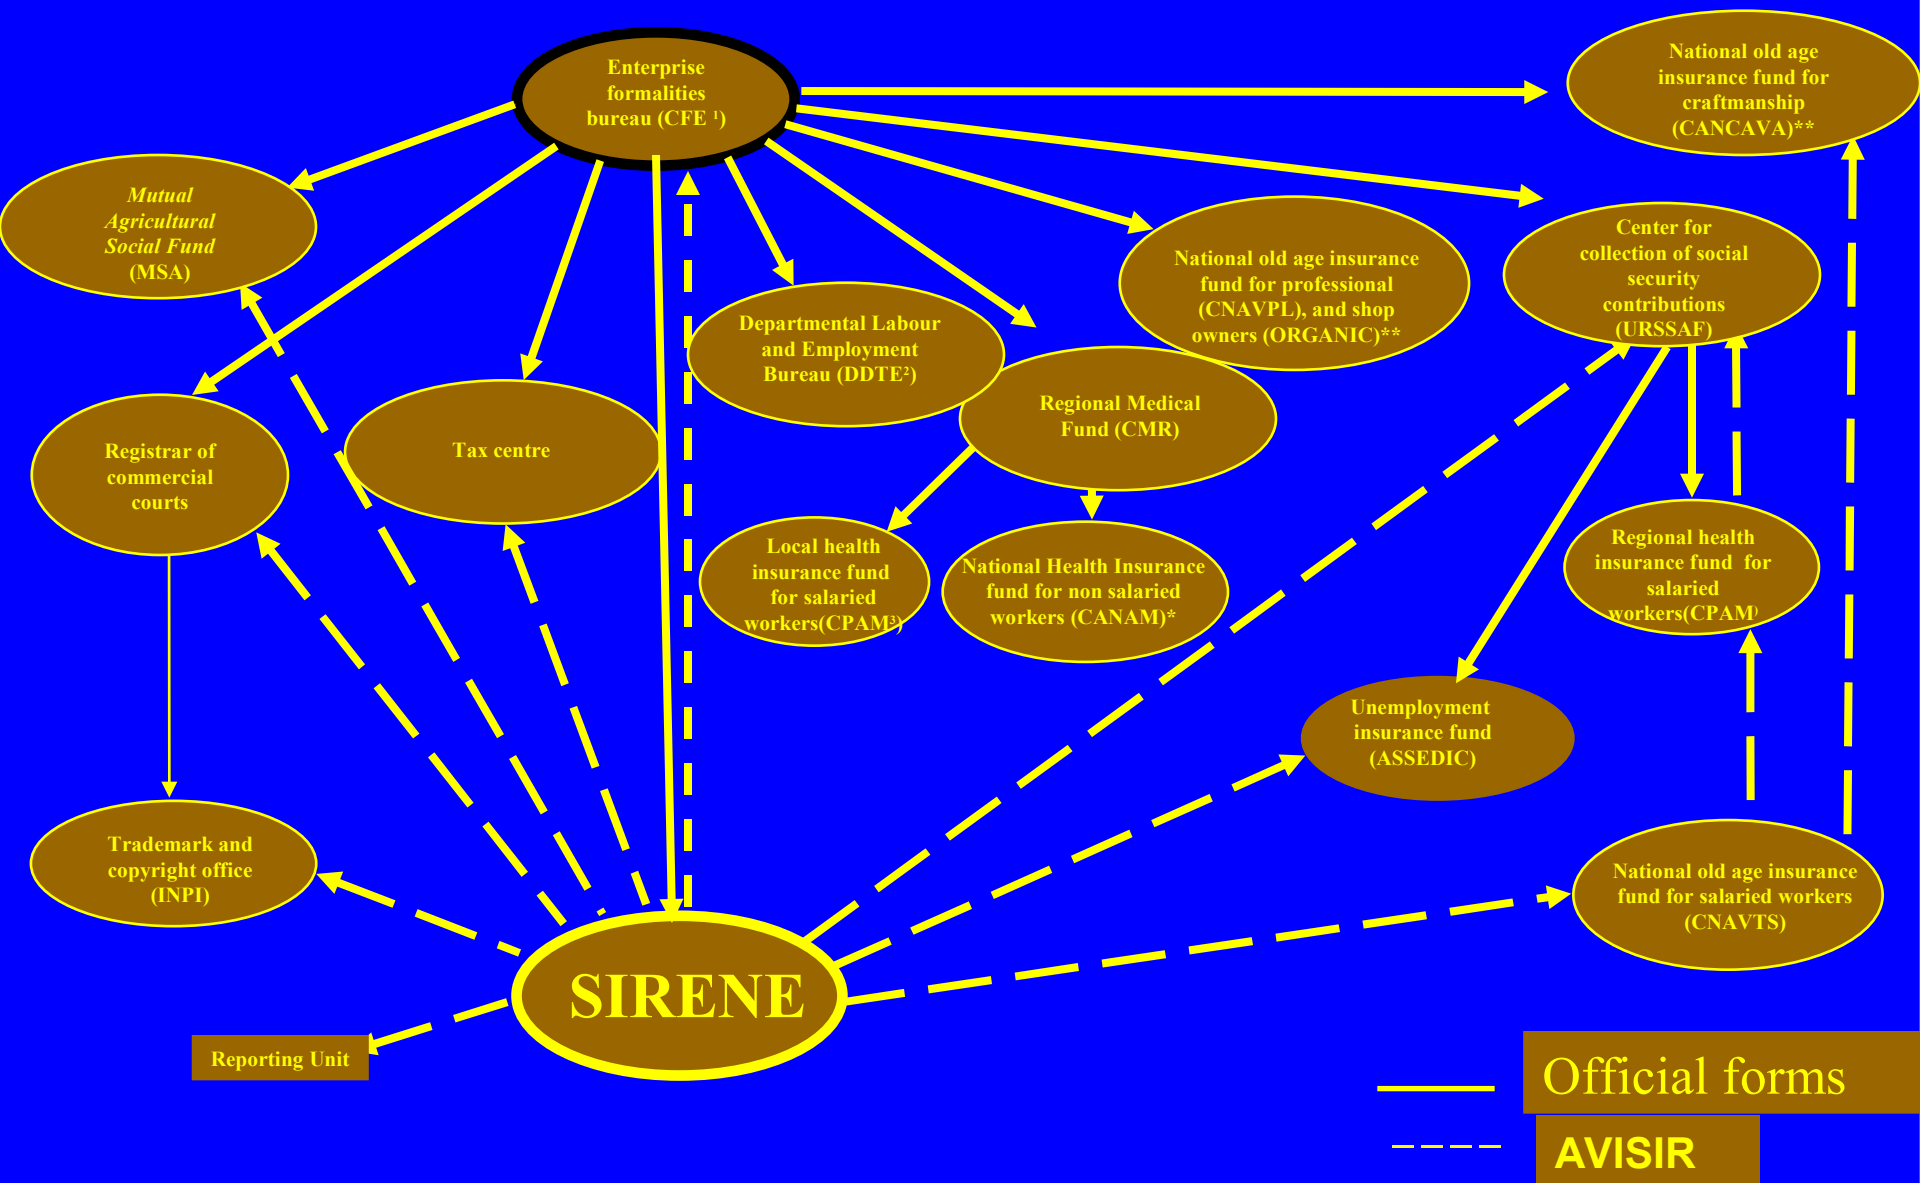 Enterprise
formalities
bureau (CFE ¹)
National old age
insurance fund for
craftmanship
(CANCAVA)**
Mutual
Agricultural
Social Fund
(MSA)
National old age insurance
fund for professional
(CNAVPL), and shop
owners (ORGANIC)**
Center for
collection of social
security
contributions
(URSSAF)
Departmental Labour
and Employment
Bureau (DDTE²)
Regional Medical
Fund (CMR)
Registrar of
commercial
courts
Tax centre
Local health
insurance fund
for salaried
workers(CPAM³)
National Health Insurance
fund for non salaried
workers (CANAM)*
Regional health
insurance fund for
salaried
workers(CPAM)
Unemployment
insurance fund
(ASSEDIC)
Trademark and
copyright office
(INPI)
National old age insurance
fund for salaried workers
(CNAVTS)
SIRENE
Reporting Unit
Official forms
AVISIR